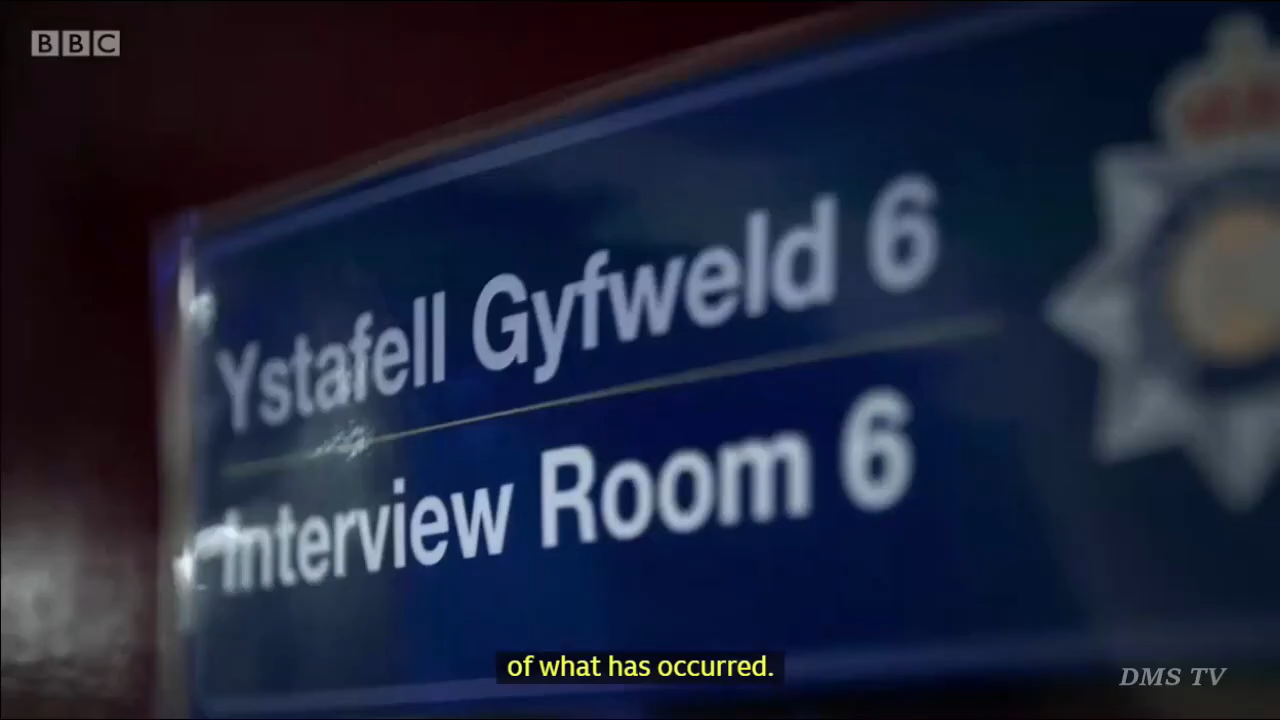 BBC
Ystafell Gyfweld 6
Interview Room 6
of what has occurred.
DMS TV